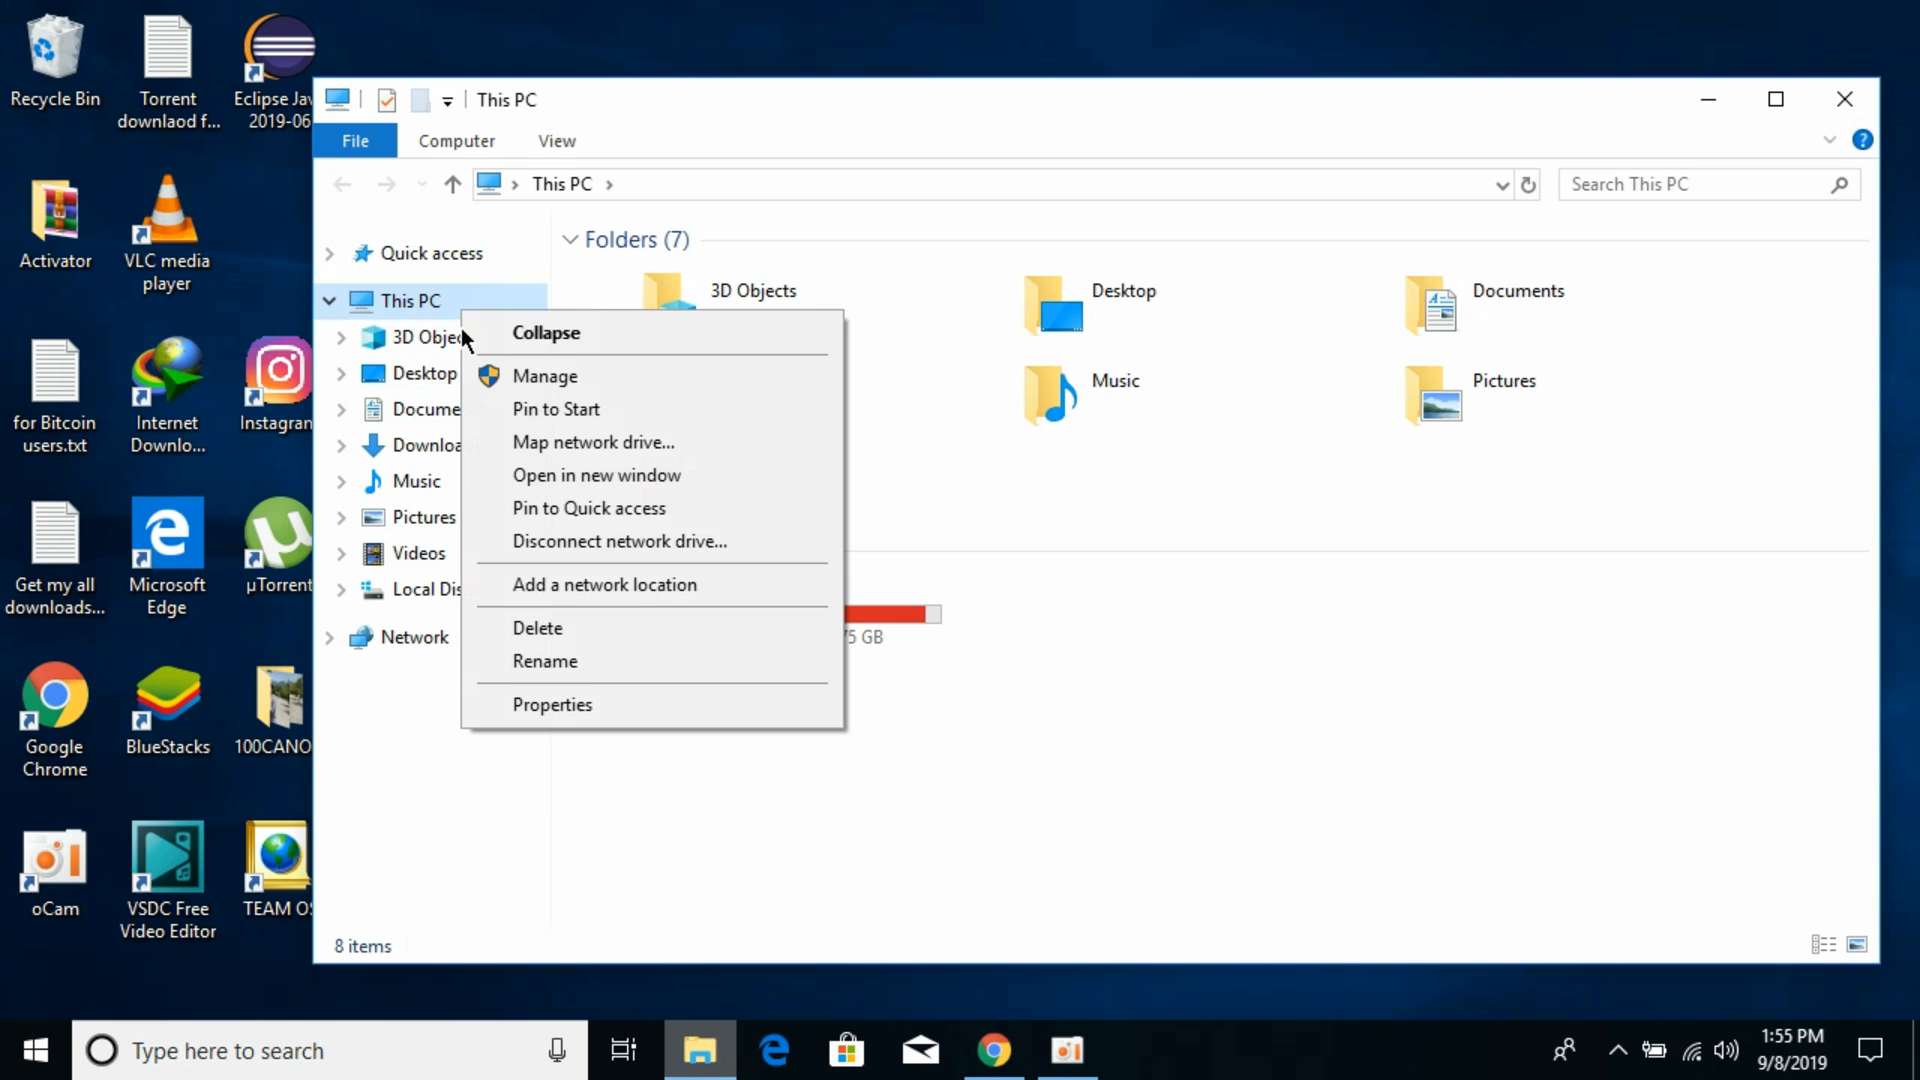 Recycle Bin
Torrent
downlaod f...
Eclipse Jav
2019-06
Activator
VLC media
player
for Bitcoin
users.txt
Internet
Downlo...
Instagram
Get my all
downloads...
Microsoft
Edge
µTorrent
Google
Chrome
BlueStacks
100CANO
oCam
VSDC Free
Video Editor
TEAM OS
This PC
File
Computer
View
This PC
Search This PC
Quick access
This PC
3D Objec
Desktop
Docume
Downloa
Music
Pictures
Videos
Local Dis
Network
Folders (7)
3D Objects
Desktop
Documents
Music
Pictures
75 GB
Collapse
Manage
Pin to Start
Map network drive...
Open in new window
Pin to Quick access
Disconnect network drive...
Add a network location
Delete
Rename
Properties
8 items
Type here to search
1:55 PM
9/8/2019